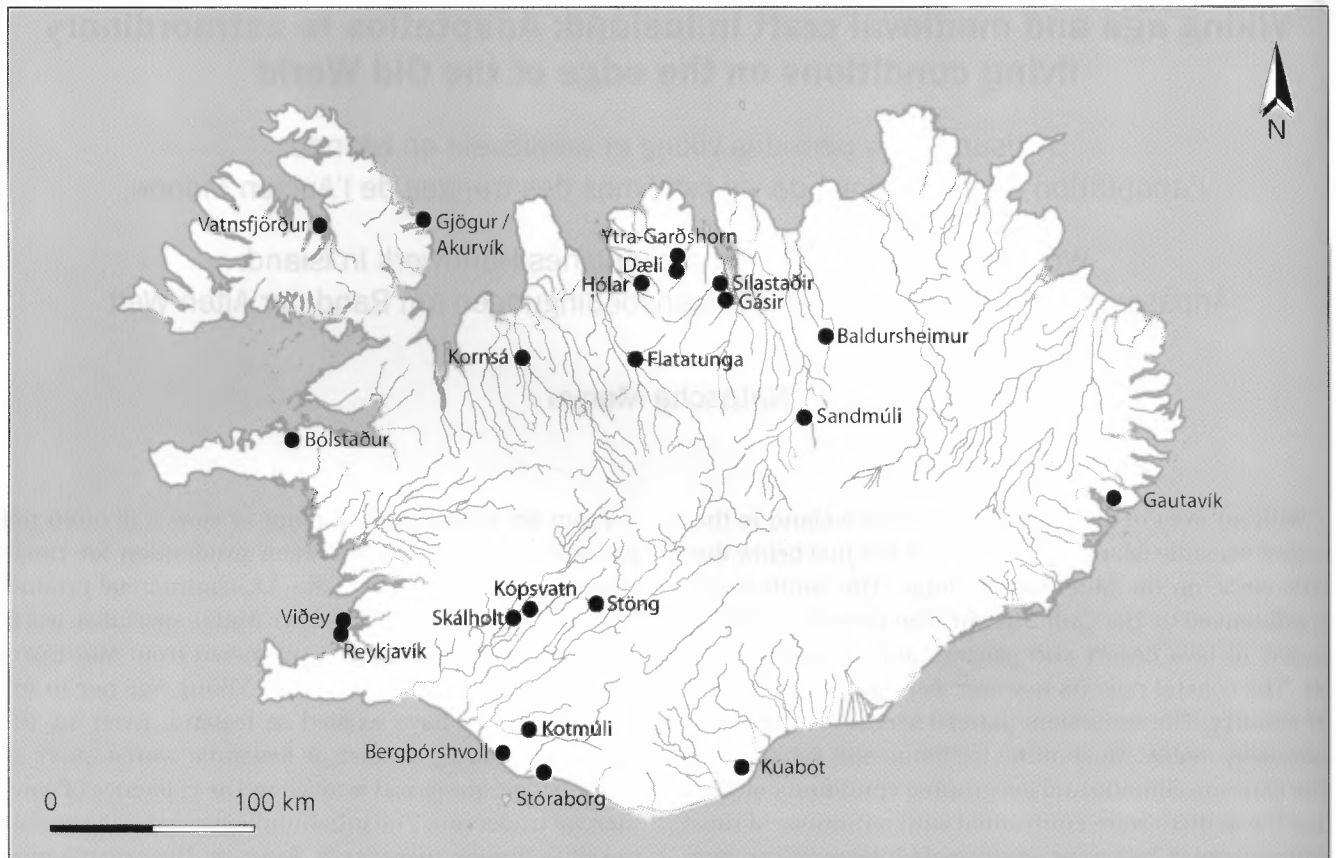 N
Vatnsfjörður
Gjögur /
Akurvík
Ytra-Garðshorn
Dæli
Hólar
Sílastaðir
Gásir
Baldursheimur
Kornsá
Flatatunga
Sandmúli
Bólstaður
Gautavík
Kópsvatn
Stöng
Skálholt
Viðey
Reykjavík
Kotmúli
Bergþórshvoll
Kuabót
Stóraborg
0 100 km